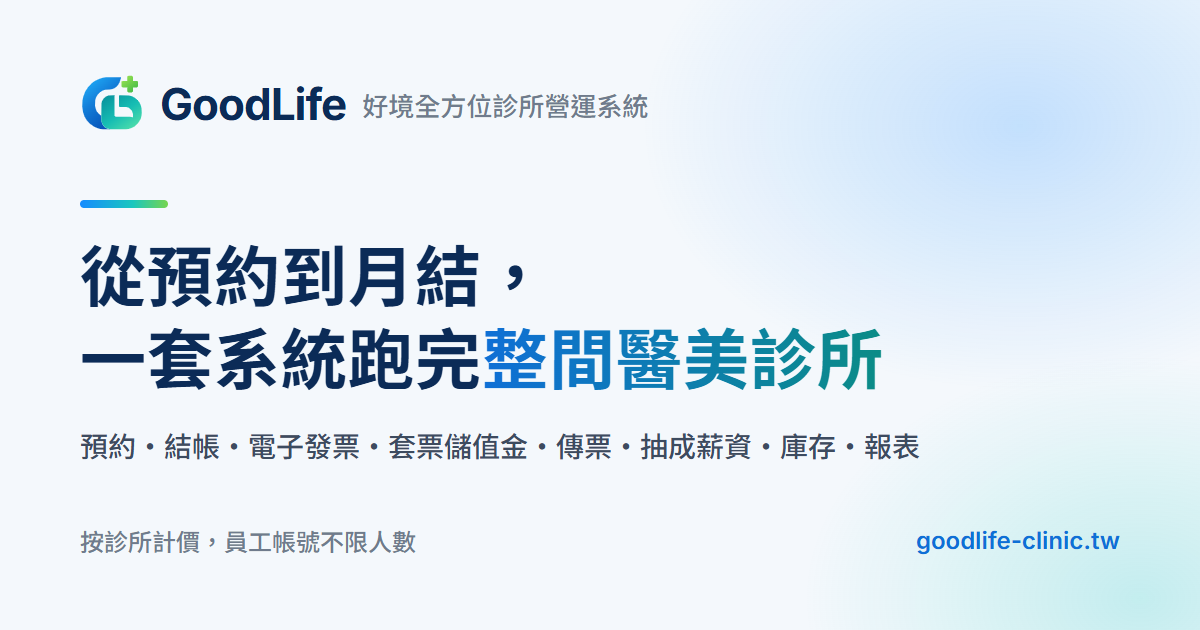 GoodLife 好境全方位診所營運系統
從預約到月結，
一套系統跑完整間醫美診所
預約・結帳・電子發票・套票儲值金・傳票・抽成薪資・庫存・報表
按診所計價，員工帳號不限人數
goodlife-clinic.tw